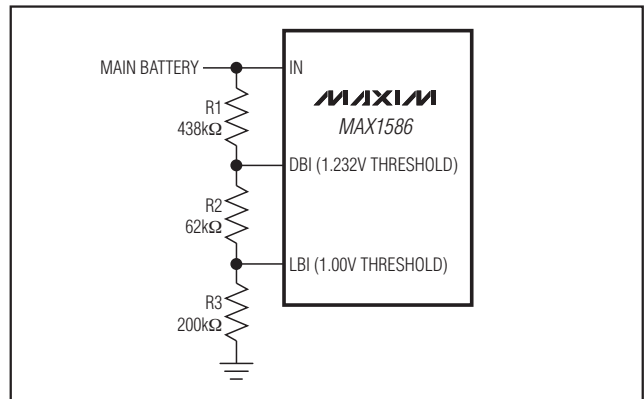 MAIN BATTERY
IN
MAXIM
MAX1586
R1
438kΩ
DBI (1.232V THRESHOLD)
R2
62kΩ
LBI (1.00V THRESHOLD)
R3
200kΩ